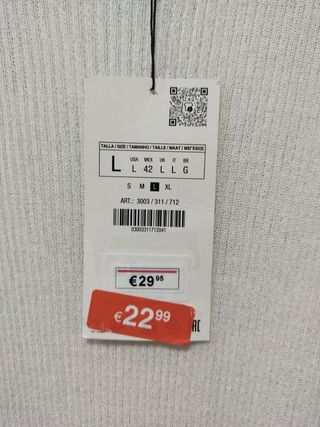 TALLA / SIZE / TAMANHO / TAILLE / MAAT / ΜΕΓΕΘΟΣ
L USA MEX UK IT BR
L 42 L L G
S M L XL
ART.: 3003 / 311 / 712
03003311712041
€29 95
€22 99